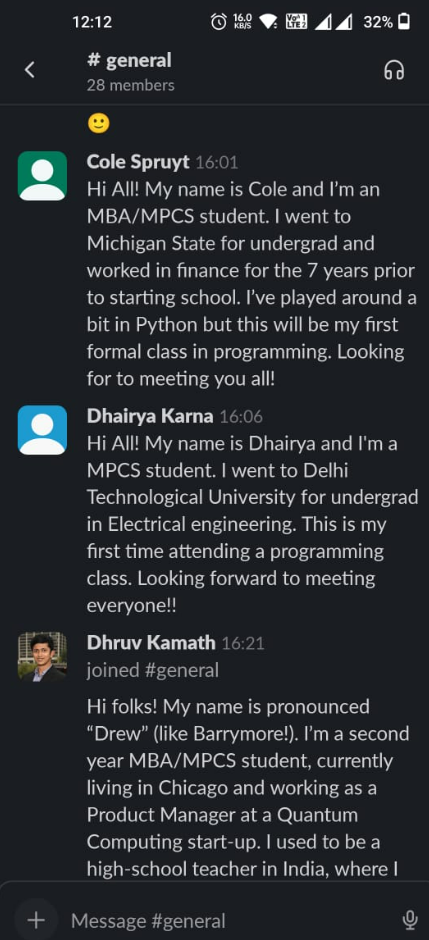 12:12 16.0 KB/S Vo) 1 LTE 2 32%
# general
28 members
🙂
Cole Spruyt 16:01
Hi All! My name is Cole and I'm an
MBA/MPCS student. I went to
Michigan State for undergrad and
worked in finance for the 7 years prior
to starting school. I've played around a
bit in Python but this will be my first
formal class in programming. Looking
for to meeting you all!
Dhairya Karna 16:06
Hi All! My name is Dhairya and I'm a
MPCS student. I went to Delhi
Technological University for undergrad
in Electrical engineering. This is my
first time attending a programming
class. Looking forward to meeting
everyone!!
Dhruv Kamath 16:21
joined #general
Hi folks! My name is pronounced
“Drew” (like Barrymore!). I'm a second
year MBA/MPCS student, currently
living in Chicago and working as a
Product Manager at a Quantum
Computing start-up. I used to be a
high-school teacher in India, where I
Message #general